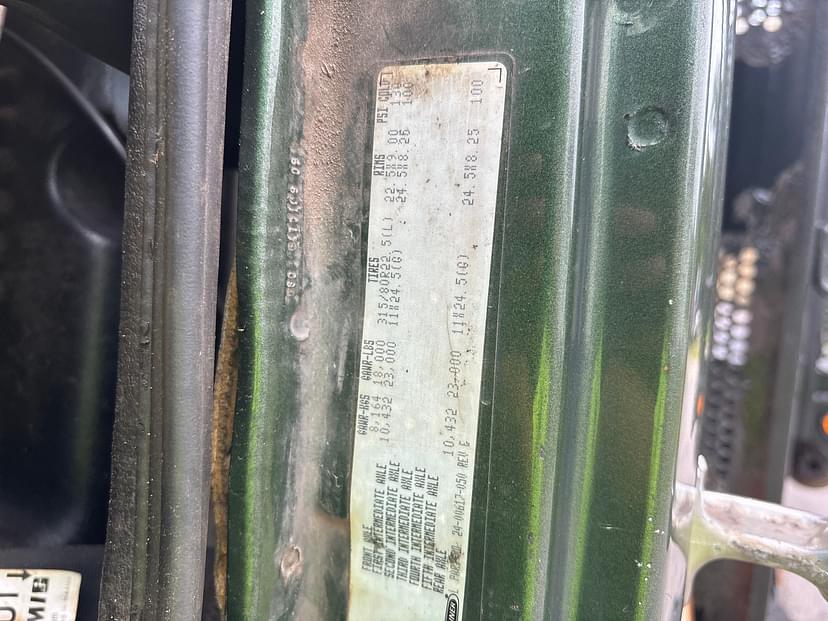 GAWR-KGS GAWR-LBS TIRES RIMS PSI COLD
FRONT AXLE 8,164 18,000 315/80R22.5(L) 22.5X9.00 130
FIRST INTERMEDIATE AXLE 10,432 23,000 11R24.5(G) 24.5X8.25 100
SECOND INTERMEDIATE AXLE
THIRD INTERMEDIATE AXLE
FOURTH INTERMEDIATE AXLE
FIFTH INTERMEDIATE AXLE
REAR AXLE 10,432 23,000 11R24.5(G) 24.5X8.25 100
24-00617-050 REV E